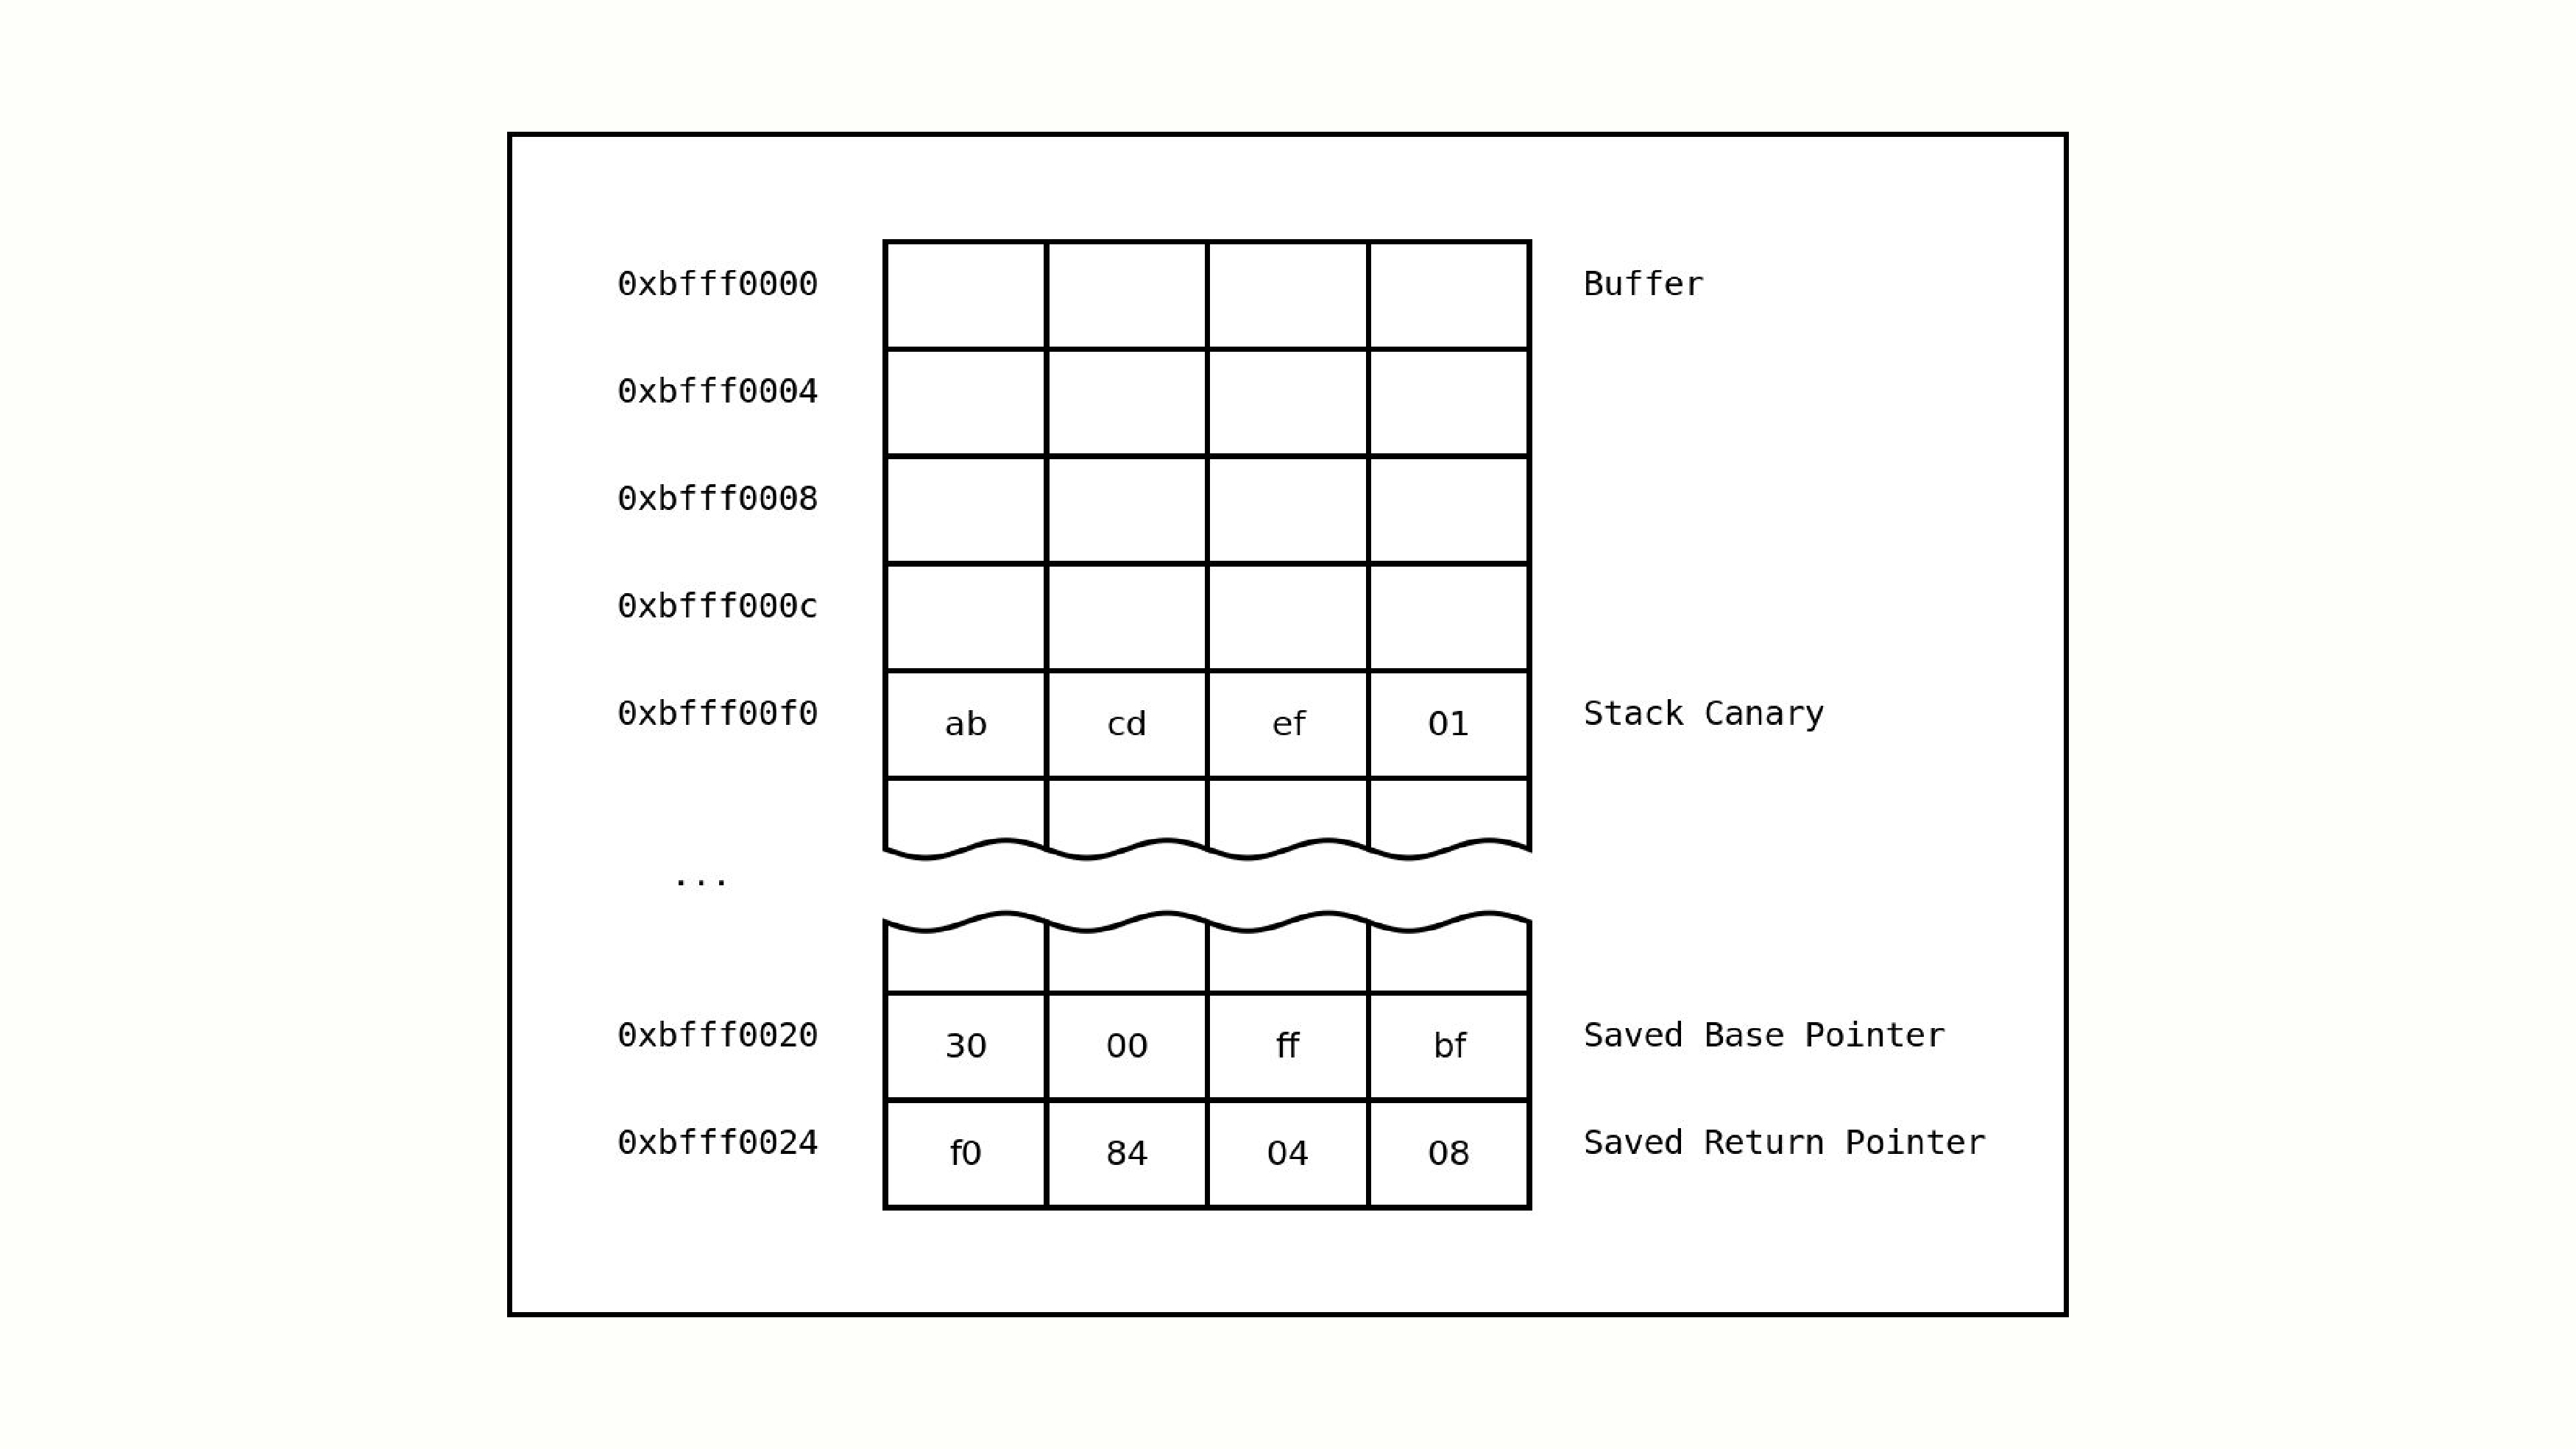 0xbfff0000 Buffer
0xbfff0004
0xbfff0008
0xbfff000c
0xbfff00f0 ab cd ef 01 Stack Canary
...
0xbfff0020 30 00 ff bf Saved Base Pointer
0xbfff0024 f0 84 04 08 Saved Return Pointer